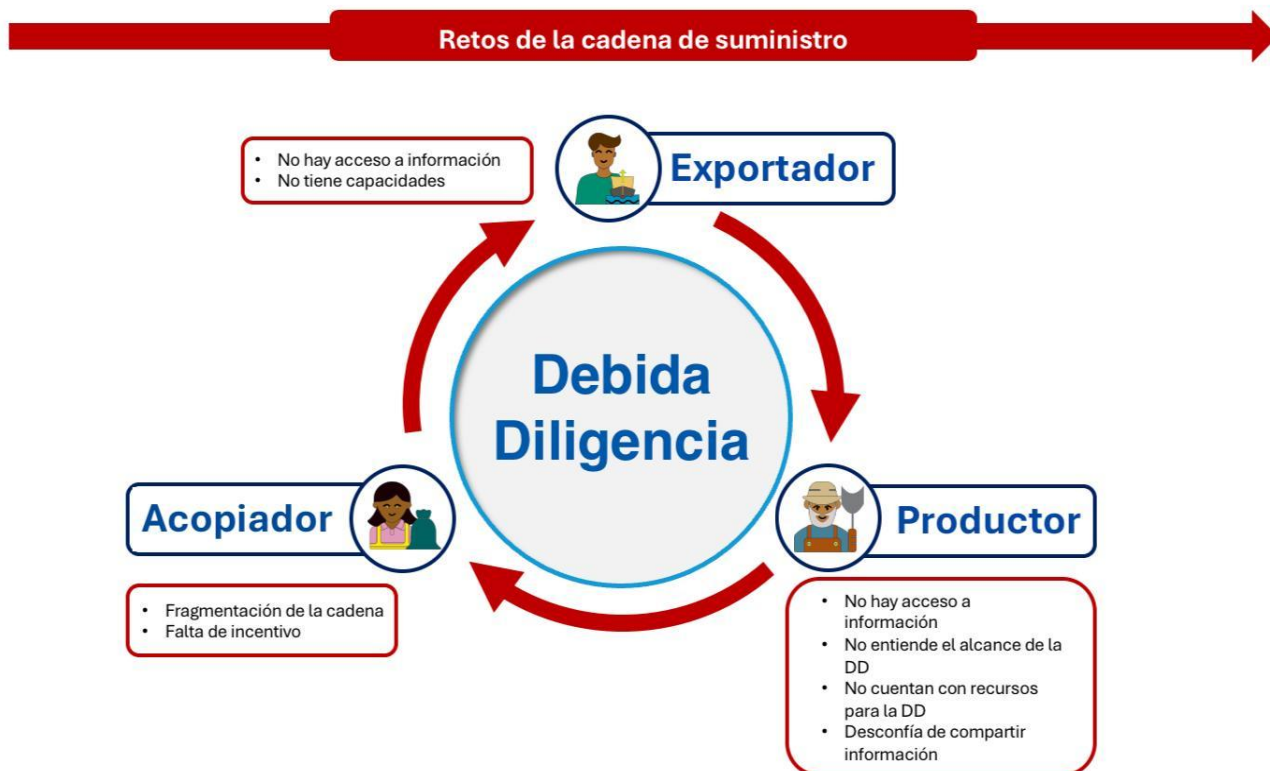 Retos de la cadena de suministro
• No hay acceso a información
• No tiene capacidades
Exportador
Debida
Diligencia
Acopiador
• Fragmentación de la cadena
• Falta de incentivo
Productor
• No hay acceso a
información
• No entiende el alcance de la
DD
• No cuentan con recursos
para la DD
• Desconfía de compartir
información